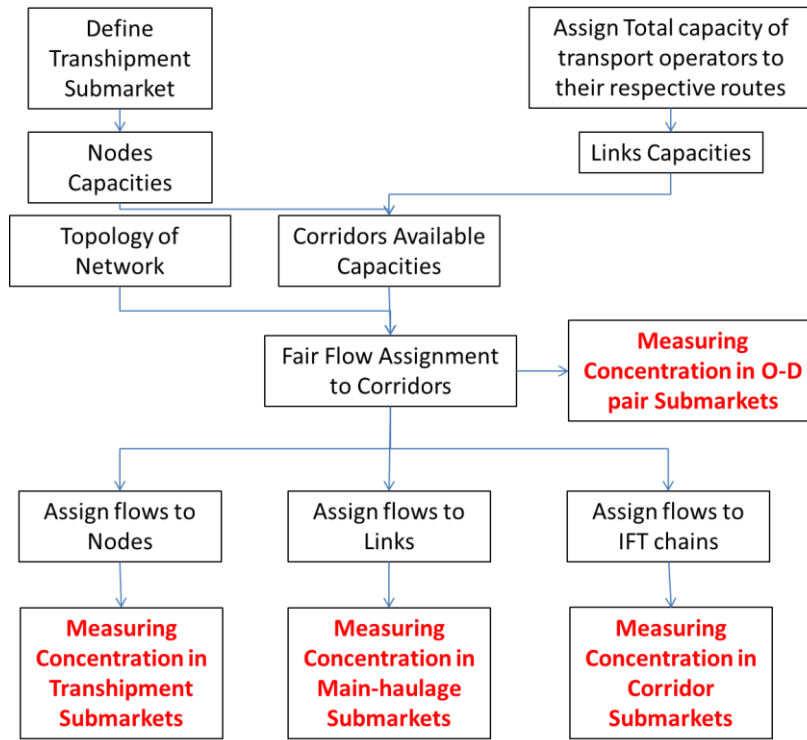 Define
Transhipment
Submarket
Assign Total capacity of
transport operators to
their respective routes
Nodes
Capacities
Links Capacities
Topology of
Network
Corridors Available
Capacities
Fair Flow Assignment
to Corridors
Measuring
Concentration in O-D
pair Submarkets
Assign flows to
Nodes
Assign flows to
Links
Assign flows to
IFT chains
Measuring
Concentration in
Transhipment
Submarkets
Measuring
Concentration in
Main-haulage
Submarkets
Measuring
Concentration in
Corridor
Submarkets